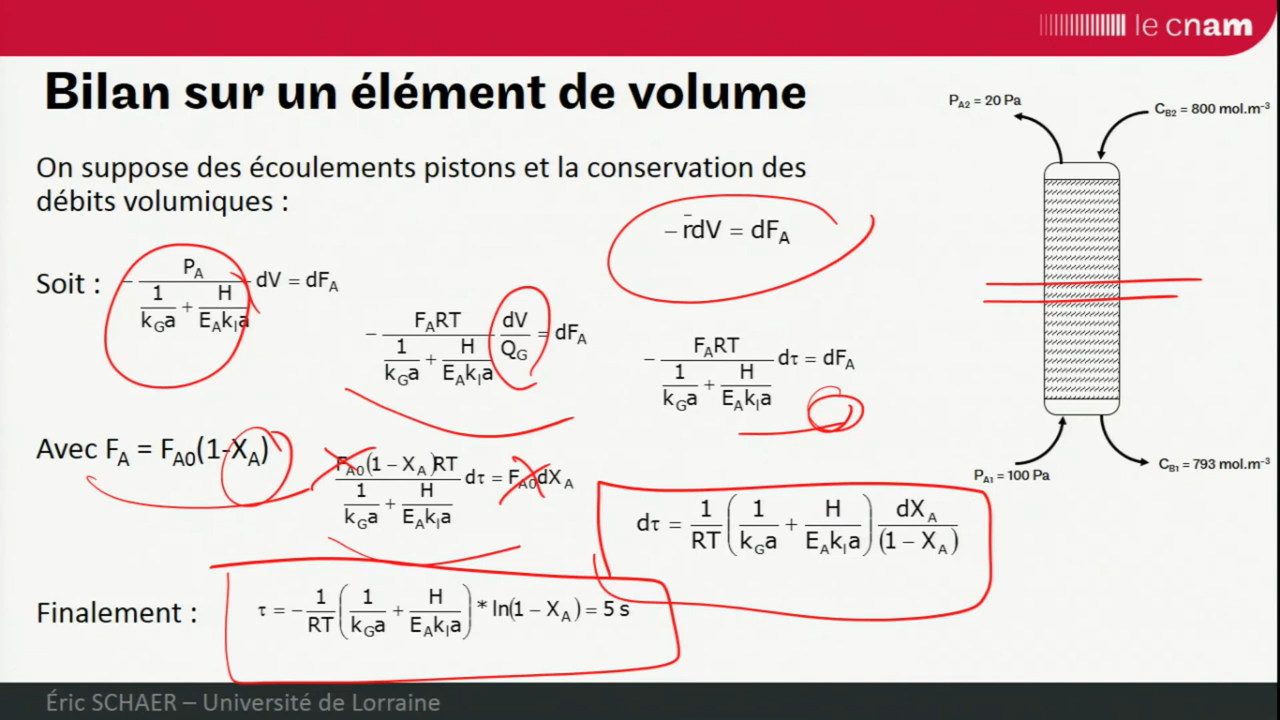 le cnam
Bilan sur un élément de volume
On suppose des écoulements pistons et la conservation des
débits volumiques :
− r̄dV = dF_A
Soit : − P_A / (1/(k_G a) + H/(E_A k_l a)) dV = dF_A
− F_A RT / (1/(k_G a) + H/(E_A k_l a)) dV/Q_G = dF_A
− F_A RT / (1/(k_G a) + H/(E_A k_l a)) dτ = dF_A
Avec F_A = F_A0(1-X_A)
F_A0(1 − X_A)RT / (1/(k_G a) + H/(E_A k_l a)) dτ = F_A0 dX_A
dτ = 1/RT (1/(k_G a) + H/(E_A k_l a)) dX_A/(1 − X_A)
Finalement : τ = − 1/RT (1/(k_G a) + H/(E_A k_l a)) * ln(1 − X_A) = 5 s
P_A2 = 20 Pa
C_B2 = 800 mol.m⁻³
P_A1 = 100 Pa
C_B1 = 793 mol.m⁻³
Éric SCHAER – Université de Lorraine